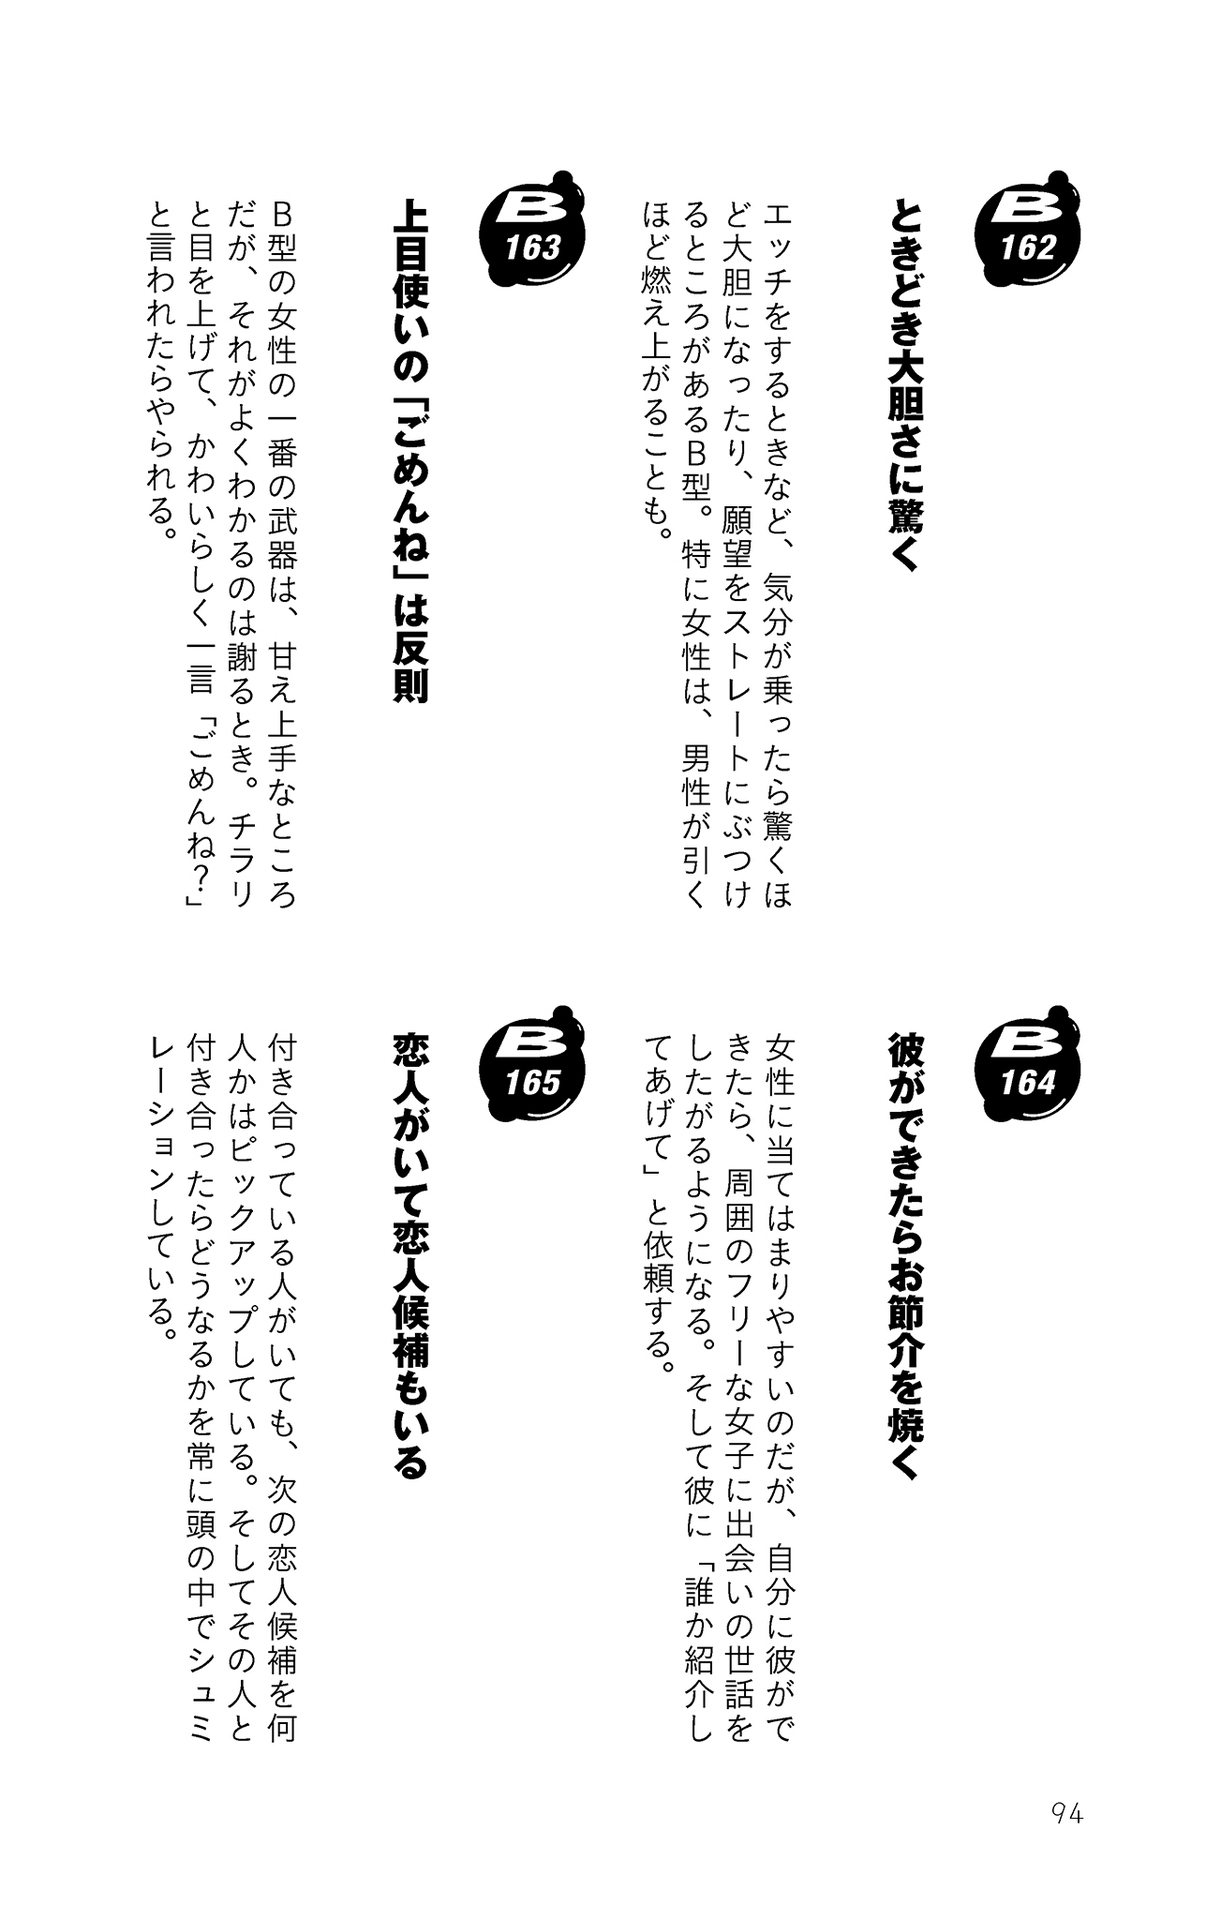 B
162
ときどき大胆さに驚く
エッチをするときなど、気分が乗ったら驚くほ
ど大胆になったり、願望をストレートにぶつけ
るところがあるB型。特に女性は、男性が引く
ほど燃え上がることも。
B
163
上目使いの「ごめんね」は反則
B型の女性の一番の武器は、甘え上手なところ
だが、それがよくわかるのは謝るとき。チラリ
と目を上げて、かわいらしく一言「ごめんね？」
と言われたらやられる。
B
164
彼ができたらお節介を焼く
女性に当てはまりやすいのだが、自分に彼がで
きたら、周囲のフリーな女子に出会いの世話を
したがるようになる。そして彼に「誰か紹介し
てあげて」と依頼する。
B
165
恋人がいて恋人候補もいる
付き合っている人がいても、次の恋人候補を何
人かはピックアップしている。そしてその人と
付き合ったらどうなるかを常に頭の中でシュミ
レーションしている。
94